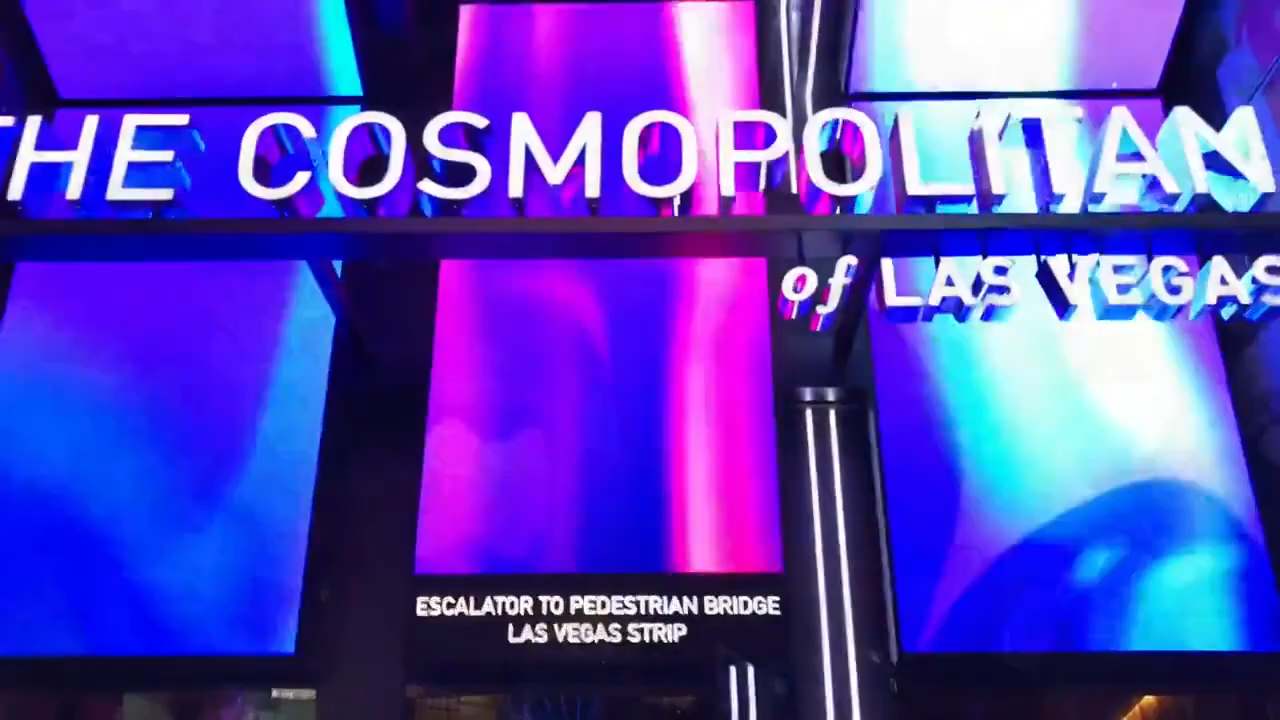 THE COSMOPOLITAN
of LAS VEGAS
ESCALATOR TO PEDESTRIAN BRIDGE
LAS VEGAS STRIP